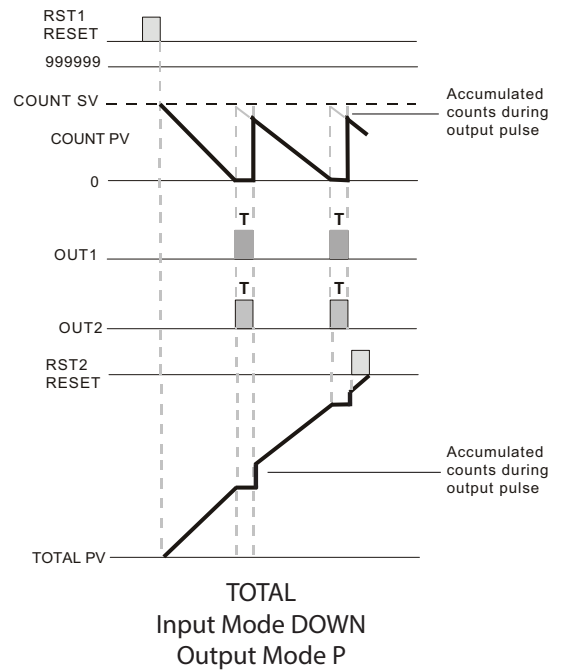 RST1
RESET
999999
COUNT SV
Accumulated
counts during
output pulse
COUNT PV
0
T
T
OUT1
T
T
OUT2
RST2
RESET
Accumulated
counts during
output pulse
TOTAL PV
TOTAL
Input Mode DOWN
Output Mode P